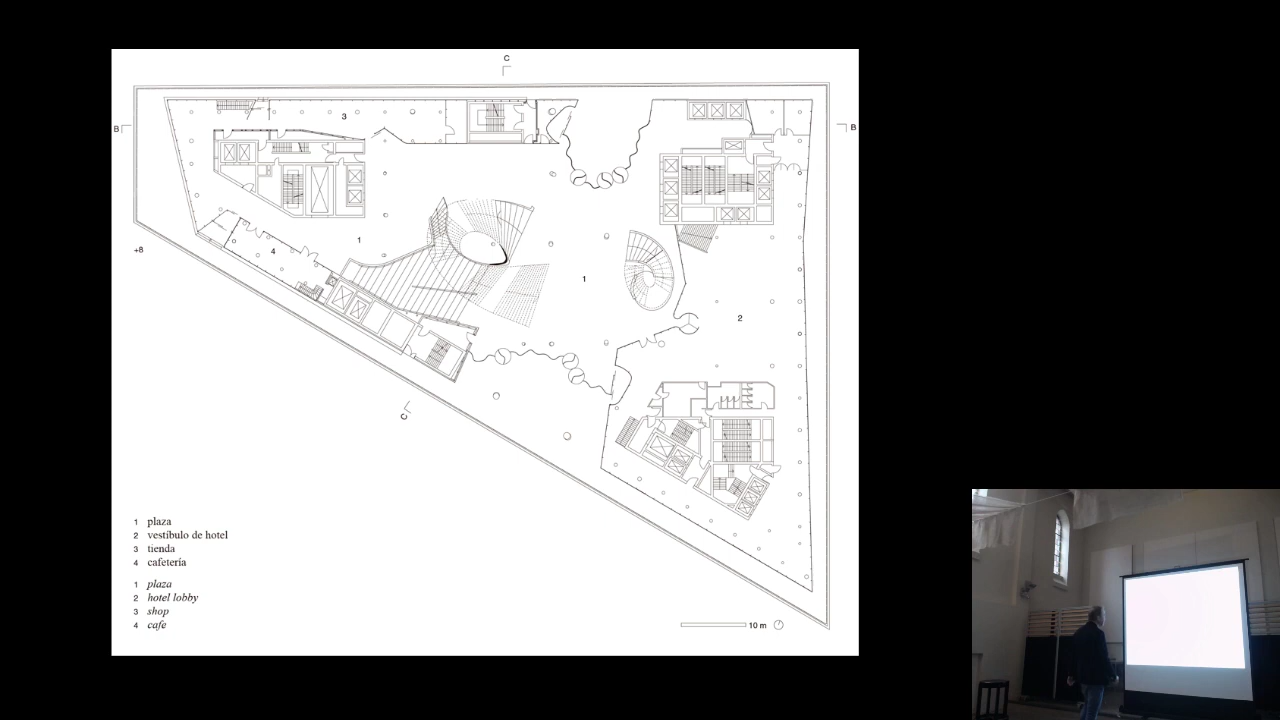 C
B
B
3
1
4
+8
1
2
C
1 plaza
2 vestíbulo de hotel
3 tienda
4 cafetería
1 plaza
2 hotel lobby
3 shop
4 cafe
10 m